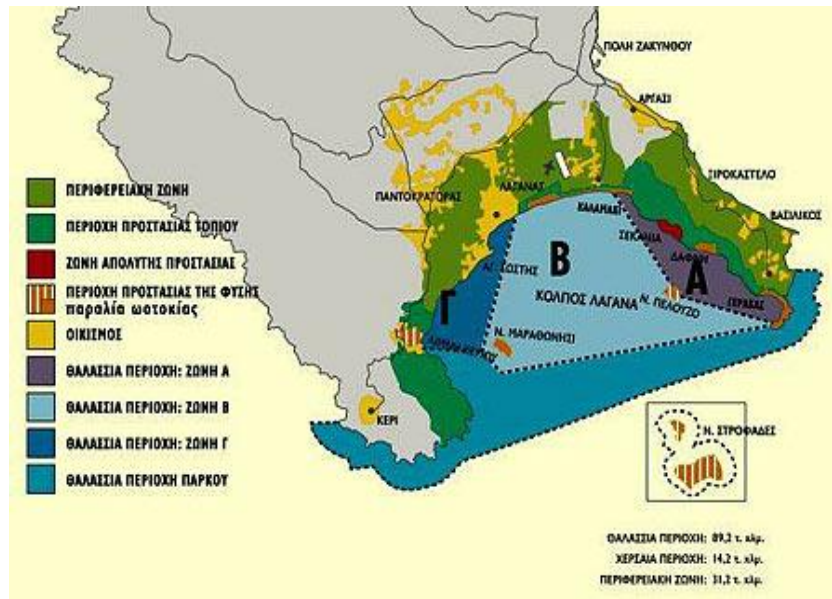 ΠΟΛΗ ΖΑΚΥΝΘΟΥ
ΑΡΓΑΣΙ
ΞΙΡΟΚΑΣΤΕΛΟ
ΒΑΣΙΛΙΚΟΣ
ΠΑΝΤΟΚΡΑΤΟΡΑΣ
ΛΑΓΑΝΑΣ
ΚΑΛΑΜΑΚΙ
ΣΕΚΑΝΙΑ
ΔΑΦΝΗ
ΓΕΡΑΚΑΣ
ΑΓ. ΣΩΣΤΗΣ
Β
Α
Γ
ΚΟΛΠΟΣ ΛΑΓΑΝΑ
Ν. ΠΕΛΟΥΖΟ
Ν. ΜΑΡΑΘΟΝΗΣΙ
ΚΕΡΙ
Ν. ΣΤΡΟΦΑΔΕΣ
ΠΕΡΙΦΕΡΕΙΑΚΗ ΖΩΝΗ
ΠΕΡΙΟΧΗ ΠΡΟΣΤΑΣΙΑΣ ΤΟΠΙΟΥ
ΖΩΝΗ ΑΠΟΛΥΤΗΣ ΠΡΟΣΤΑΣΙΑΣ
ΠΕΡΙΟΧΗ ΠΡΟΣΤΑΣΙΑΣ ΤΗΣ ΦΥΣΗΣ
παραλία ωοτοκίας
ΟΙΚΙΣΜΟΣ
ΘΑΛΑΣΣΙΑ ΠΕΡΙΟΧΗ: ΖΩΝΗ Α
ΘΑΛΑΣΣΙΑ ΠΕΡΙΟΧΗ: ΖΩΝΗ Β
ΘΑΛΑΣΣΙΑ ΠΕΡΙΟΧΗ: ΖΩΝΗ Γ
ΘΑΛΑΣΣΙΑ ΠΕΡΙΟΧΗ ΠΑΡΚΟΥ
ΘΑΛΑΣΣΙΑ ΠΕΡΙΟΧΗ: 89,2 τ. χλμ.
ΧΕΡΣΑΙΑ ΠΕΡΙΟΧΗ: 14,2 τ. χλμ.
ΠΕΡΙΦΕΡΕΙΑΚΗ ΖΩΝΗ: 31,2 τ. χλμ.